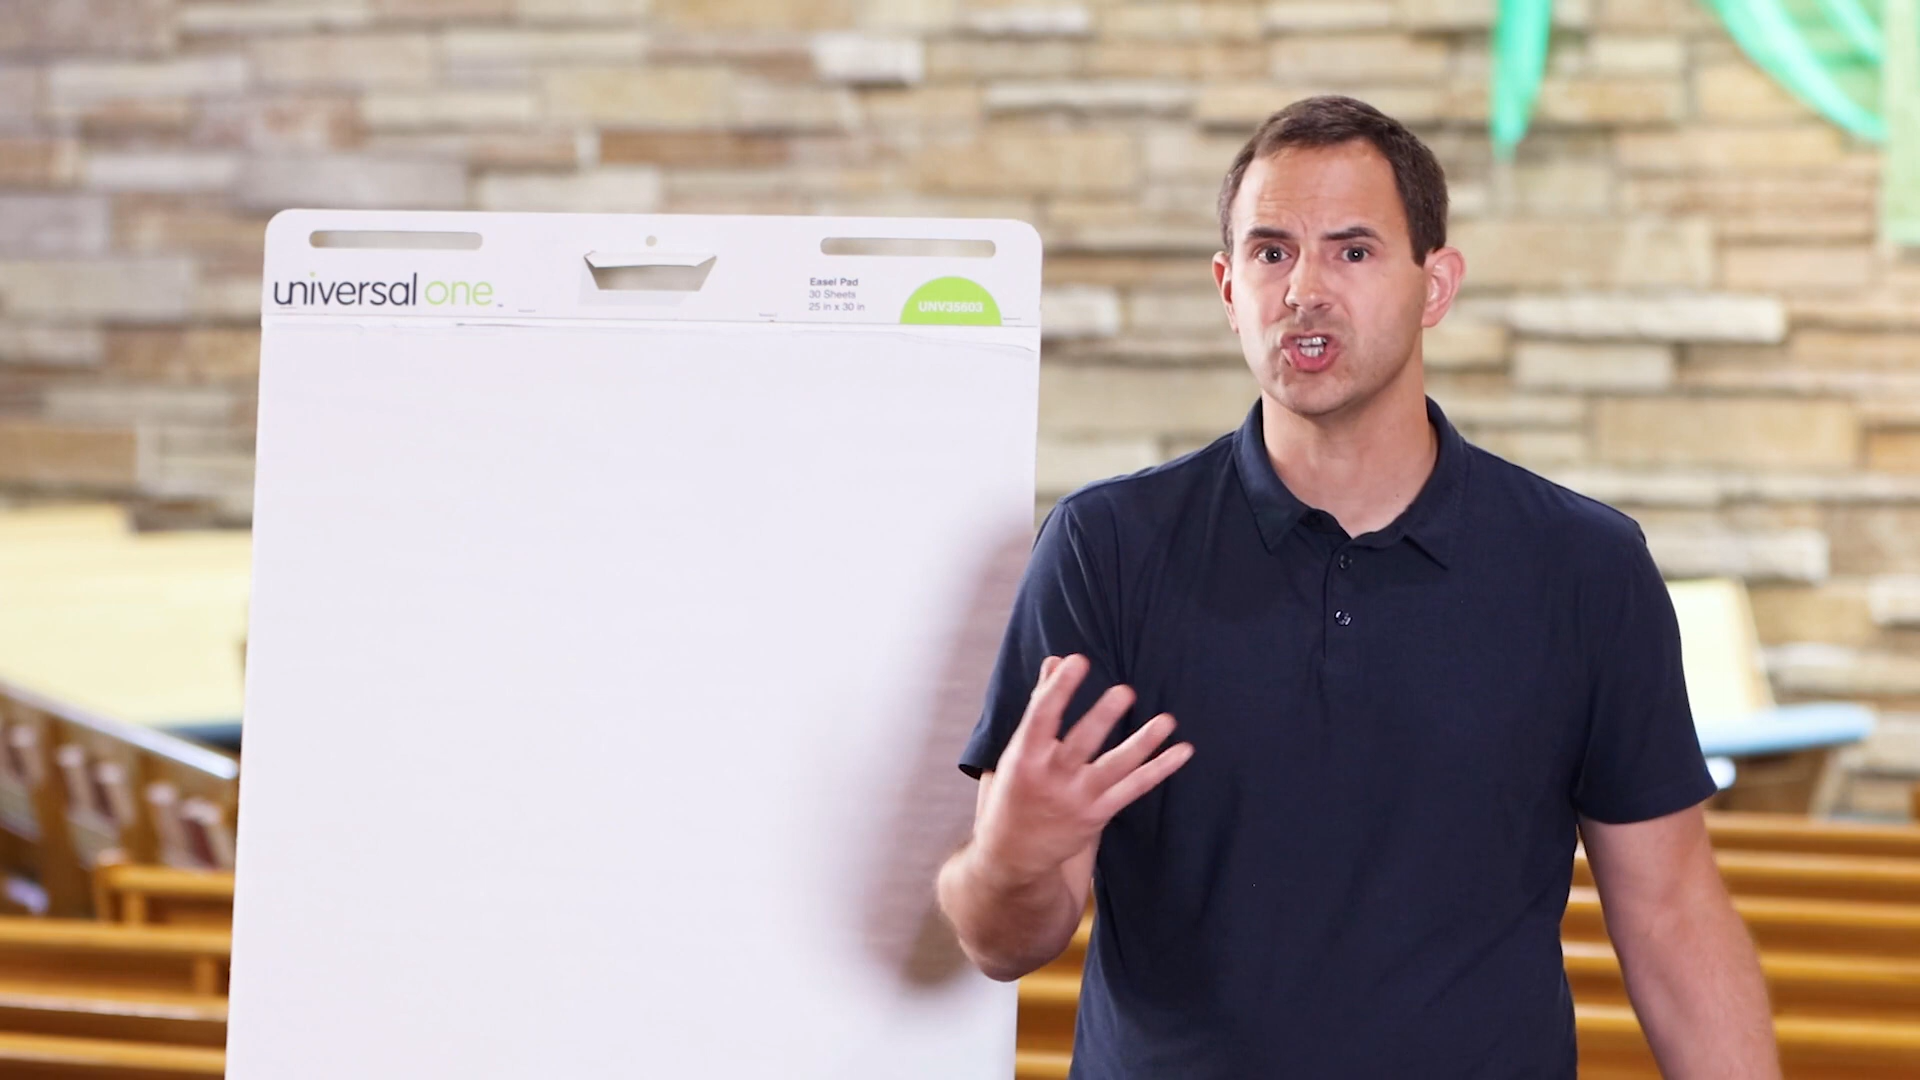 universal one
Easel Pad
30 Sheets
25 in x 30 in
UNV35603